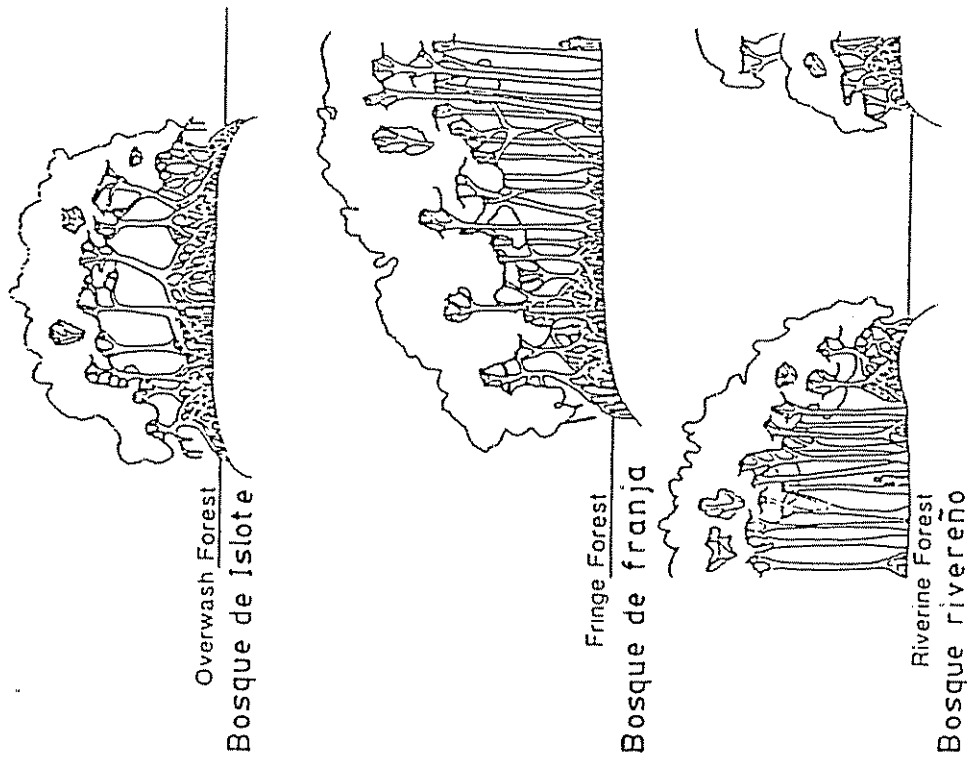 Overwash Forest
Bosque de Islote
Fringe Forest
Bosque de franja
Riverine Forest
Bosque rivereño